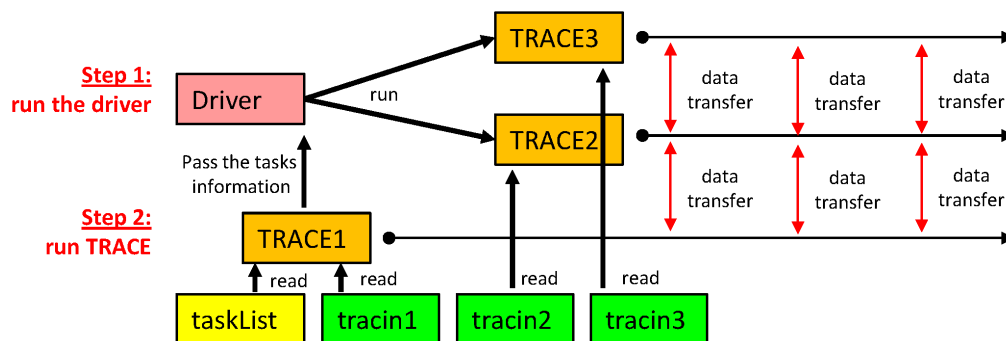 TRACE3
Step 1:
run the driver
Driver
run
data
transfer
data
transfer
data
transfer
TRACE2
Pass the tasks
information
data
transfer
data
transfer
data
transfer
Step 2:
run TRACE
TRACE1
read
read
read
read
taskList
tracin1
tracin2
tracin3